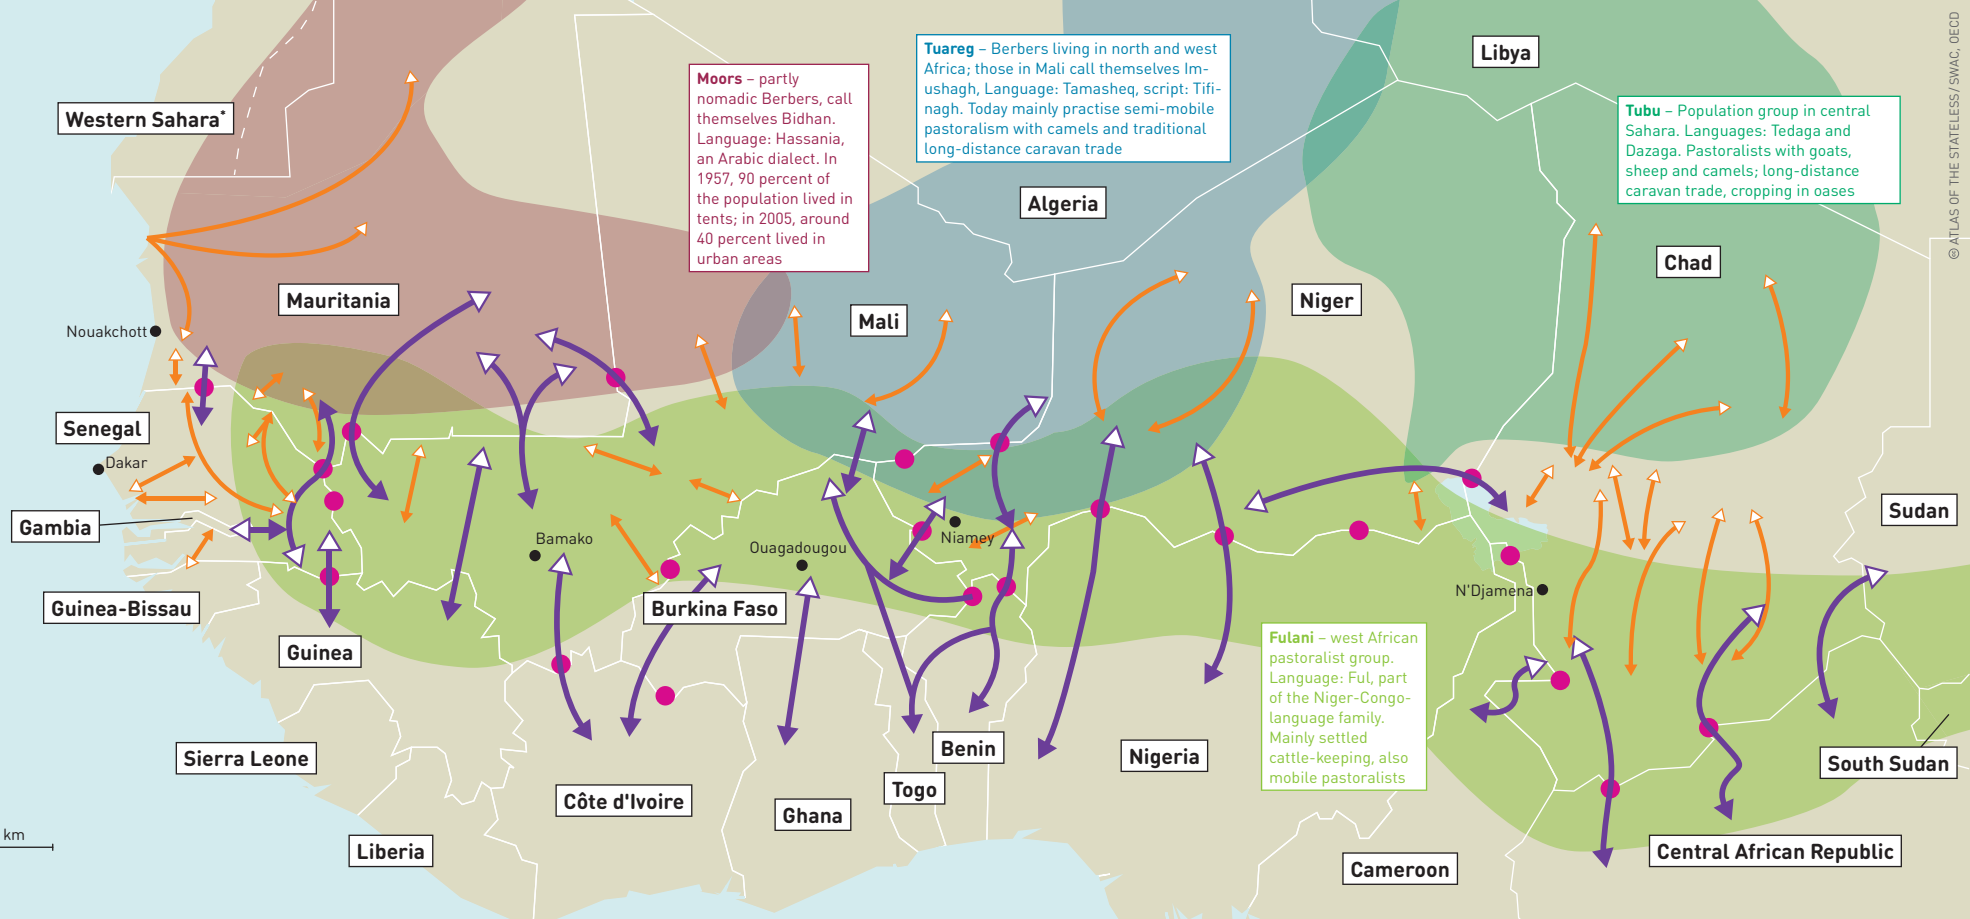 © ATLAS OF THE STATELESS / SWAC, OECD
Libya
Western Sahara*
Moors – partly
nomadic Berbers, call
themselves Bidhan.
Language: Hassania,
an Arabic dialect. In
1957, 90 percent of
the population lived in
tents; in 2005, around
40 percent lived in
urban areas
Tuareg – Berbers living in north and west
Africa; those in Mali call themselves Im-
ushagh, Language: Tamasheq, script: Tifi-
nagh. Today mainly practise semi-mobile
pastoralism with camels and traditional
long-distance caravan trade
Tubu – Population group in central
Sahara. Languages: Tedaga and
Dazaga. Pastoralists with goats,
sheep and camels; long-distance
caravan trade, cropping in oases
Algeria
Chad
Mauritania
Mali
Niger
Nouakchott
Senegal
Dakar
Gambia
Sudan
Bamako
Ouagadougou
Niamey
N'Djamena
Guinea-Bissau
Burkina Faso
Guinea
Fulani – west African
pastoralist group.
Language: Ful, part
of the Niger-Congo-
language family.
Mainly settled
cattle-keeping, also
mobile pastoralists
Sierra Leone
Benin
Nigeria
South Sudan
Côte d'Ivoire
Togo
Ghana
km
Liberia
Central African Republic
Cameroon